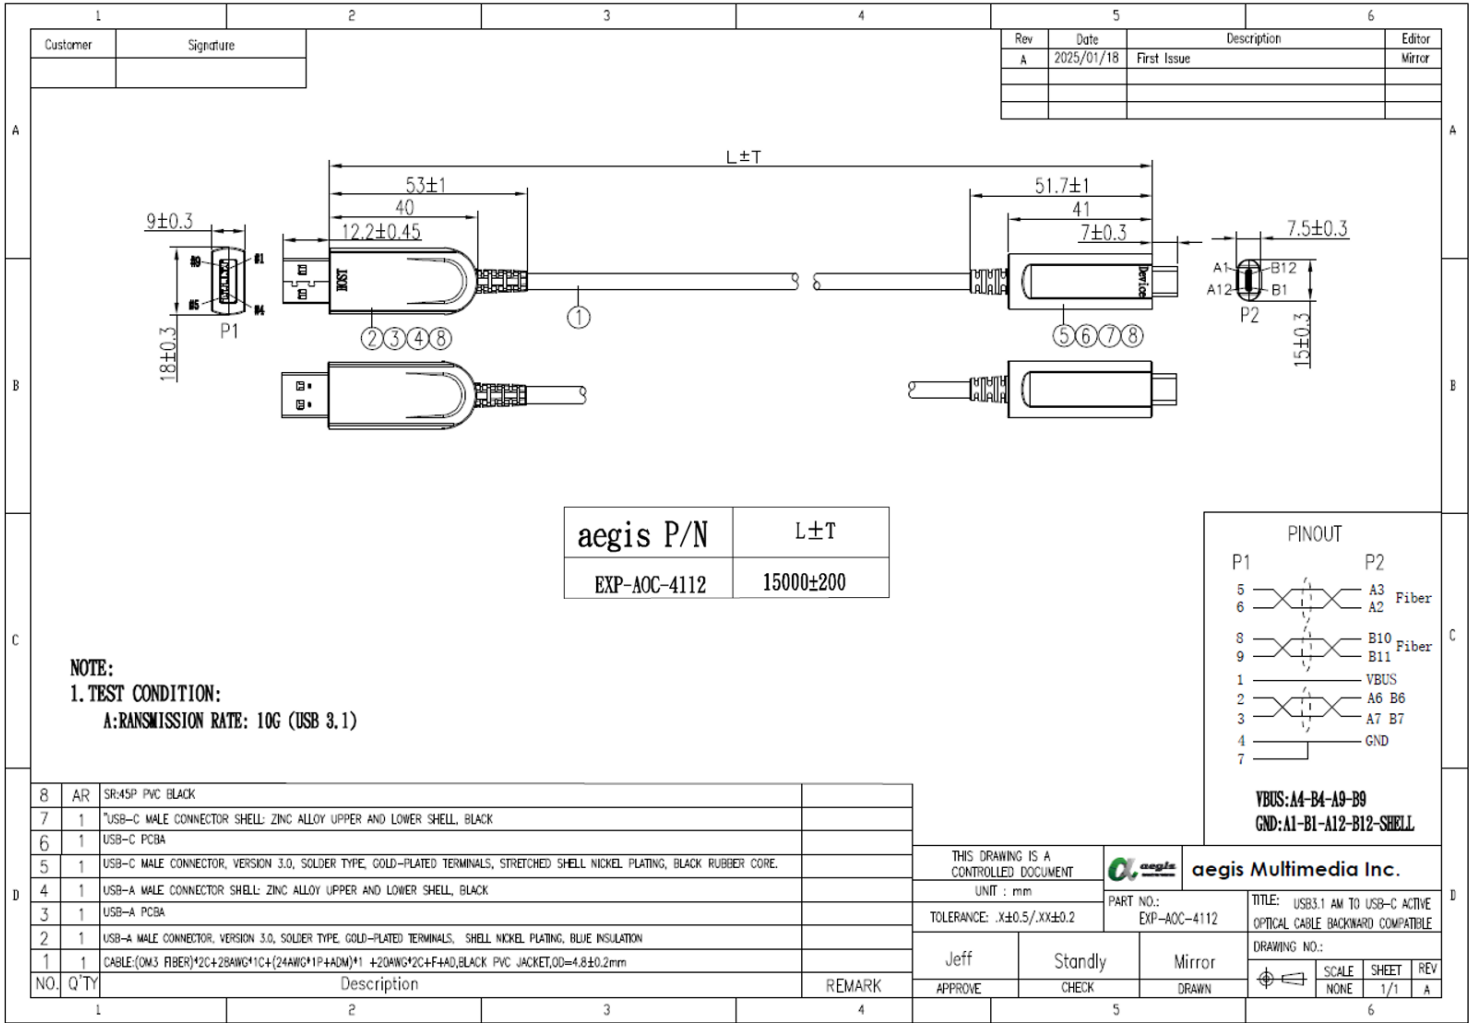 1 2 3 4 5 6
Customer Signature
Rev Date Description Editor
A 2025/01/18 First Issue Mirror
A A
L±T
53±1 51.7±1
40 41
9±0.3 12.2±0.45 7±0.3 7.5±0.3
#9 #1 HOST Device A1 B12
#5 #4 A12 B1
P1 ① P2
18±0.3 ②③④⑧ ⑤⑥⑦⑧ 15±0.3
B B
aegis P/N L±T
EXP-AOC-4112 15000±200
PINOUT
P1 P2
5 A3 Fiber
6 A2
C C
8 B10 Fiber
9 B11
1 VBUS
2 A6 B6
3 A7 B7
4 GND
7
VBUS:A4-B4-A9-B9
GND:A1-B1-A12-B12-SHELL
NOTE:
1. TEST CONDITION:
A:RANSMISSION RATE: 10G (USB 3.1)
8 AR SR:45P PVC BLACK
7 1 "USB-C MALE CONNECTOR SHELL: ZINC ALLOY UPPER AND LOWER SHELL, BLACK
6 1 USB-C PCBA
5 1 USB-C MALE CONNECTOR, VERSION 3.0, SOLDER TYPE, GOLD-PLATED TERMINALS, STRETCHED SHELL NICKEL PLATING, BLACK RUBBER CORE.
4 1 USB-A MALE CONNECTOR SHELL: ZINC ALLOY UPPER AND LOWER SHELL, BLACK
3 1 USB-A PCBA
2 1 USB-A MALE CONNECTOR, VERSION 3.0, SOLDER TYPE, GOLD-PLATED TERMINALS, SHELL NICKEL PLATING, BLUE INSULATION
1 1 CABLE:(OM3 FIBER)*2C+28AWG*1C+(24AWG*1P+ADM)*1 +20AWG*2C+F+AD,BLACK PVC JACKET,OD=4.8±0.2mm
NO. Q'TY Description REMARK
D D
THIS DRAWING IS A
CONTROLLED DOCUMENT
aegis
aegis Multimedia Inc.
UNIT : mm
TOLERANCE: .X±0.5/.XX±0.2
PART NO.:
EXP-AOC-4112
TITLE: USB3.1 AM TO USB-C ACTIVE
OPTICAL CABLE BACKWARD COMPATIBLE
DRAWING NO.:
Jeff Standly Mirror
APPROVE CHECK DRAWN
SCALE SHEET REV
NONE 1/1 A
1 2 3 4 5 6